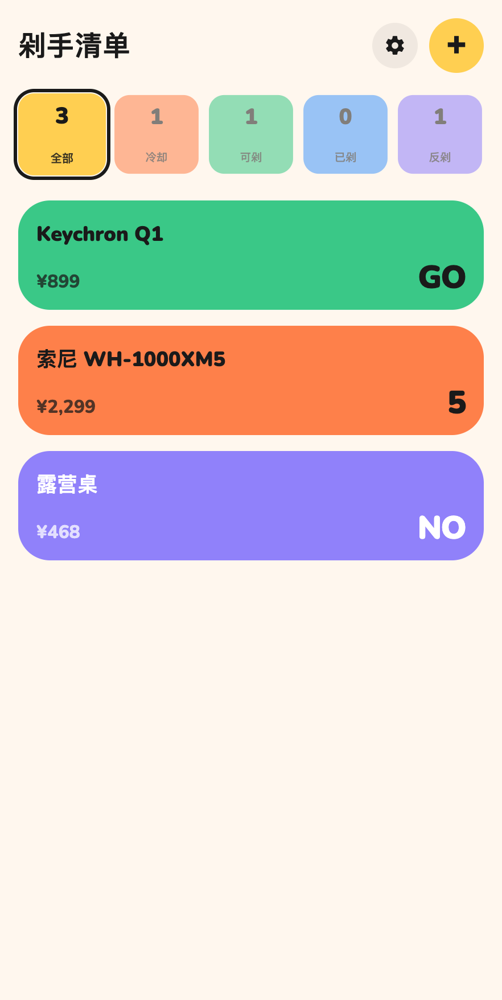 剁手清单
+
3
全部
1
冷却
1
可剁
0
已剁
1
反剁
Keychron Q1
¥899
GO
索尼 WH-1000XM5
¥2,299
5
露营桌
¥468
NO